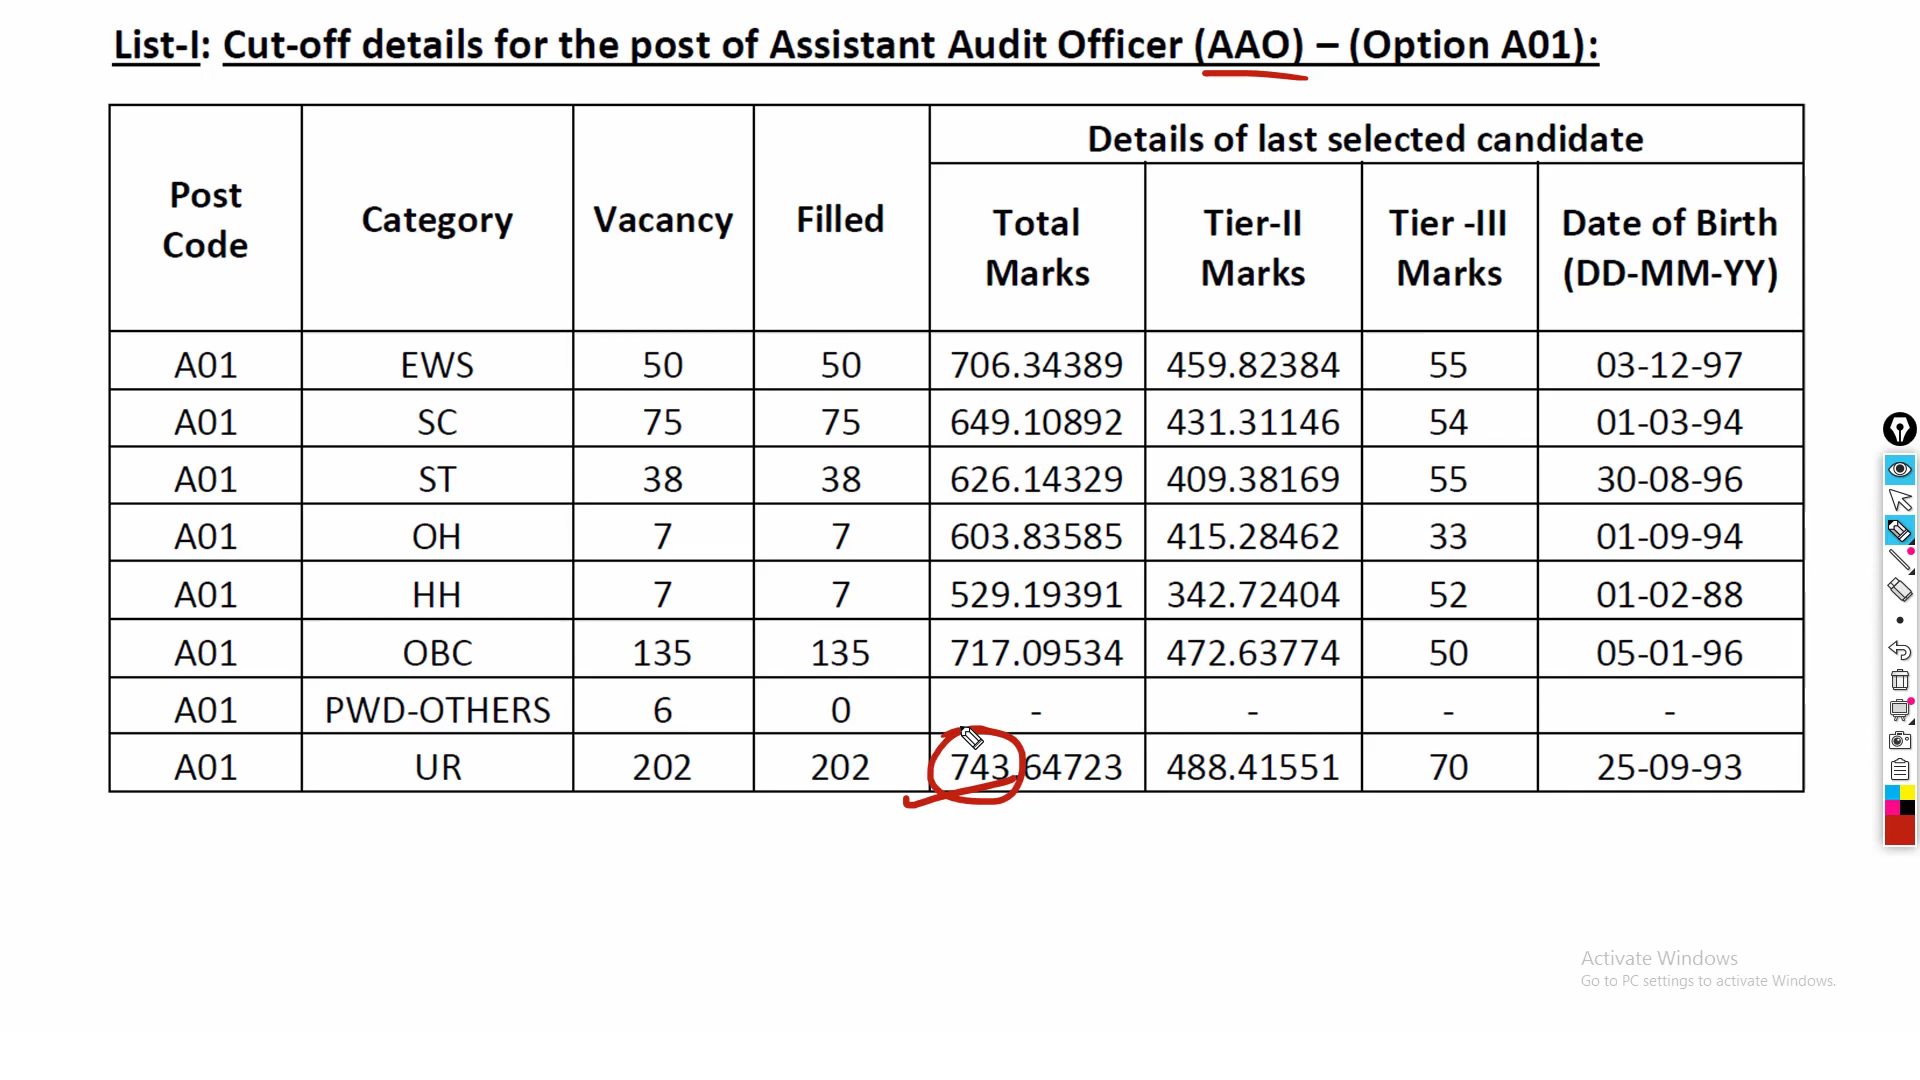 List-I: Cut-off details for the post of Assistant Audit Officer (AAO) – (Option A01):
Post Code Category Vacancy Filled Details of last selected candidate
Total Marks Tier-II Marks Tier -III Marks Date of Birth (DD-MM-YY)
A01 EWS 50 50 706.34389 459.82384 55 03-12-97
A01 SC 75 75 649.10892 431.31146 54 01-03-94
A01 ST 38 38 626.14329 409.38169 55 30-08-96
A01 OH 7 7 603.83585 415.28462 33 01-09-94
A01 HH 7 7 529.19391 342.72404 52 01-02-88
A01 OBC 135 135 717.09534 472.63774 50 05-01-96
A01 PWD-OTHERS 6 0 - - - -
A01 UR 202 202 743.64723 488.41551 70 25-09-93
Activate Windows
Go to PC settings to activate Windows.